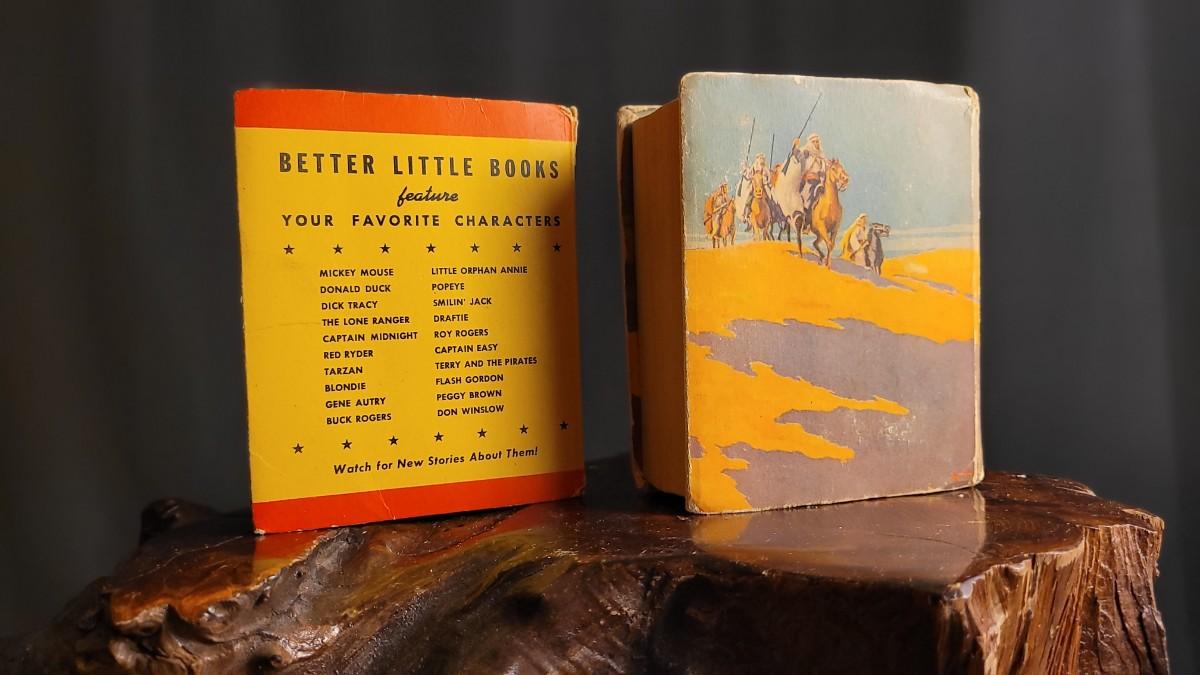 BETTER LITTLE BOOKS
feature
YOUR FAVORITE CHARACTERS
MICKEY MOUSE
DONALD DUCK
DICK TRACY
THE LONE RANGER
CAPTAIN MIDNIGHT
RED RYDER
TARZAN
BLONDIE
GENE AUTRY
BUCK ROGERS
LITTLE ORPHAN ANNIE
POPEYE
SMILIN' JACK
DRAFTIE
ROY ROGERS
CAPTAIN EASY
TERRY AND THE PIRATES
FLASH GORDON
PEGGY BROWN
DON WINSLOW
Watch for New Stories About Them!